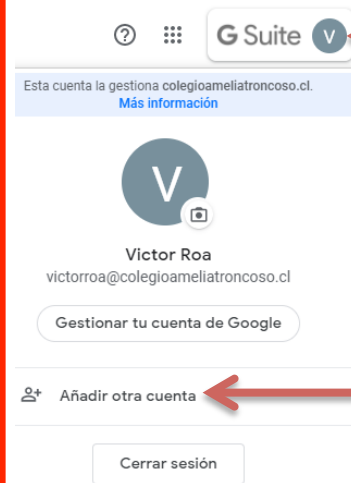 G Suite V
Esta cuenta la gestiona colegioameliatroncoso.cl.
Más información
V
Victor Roa
victorroa@colegioameliatroncoso.cl
Gestionar tu cuenta de Google
Añadir otra cuenta
Cerrar sesión